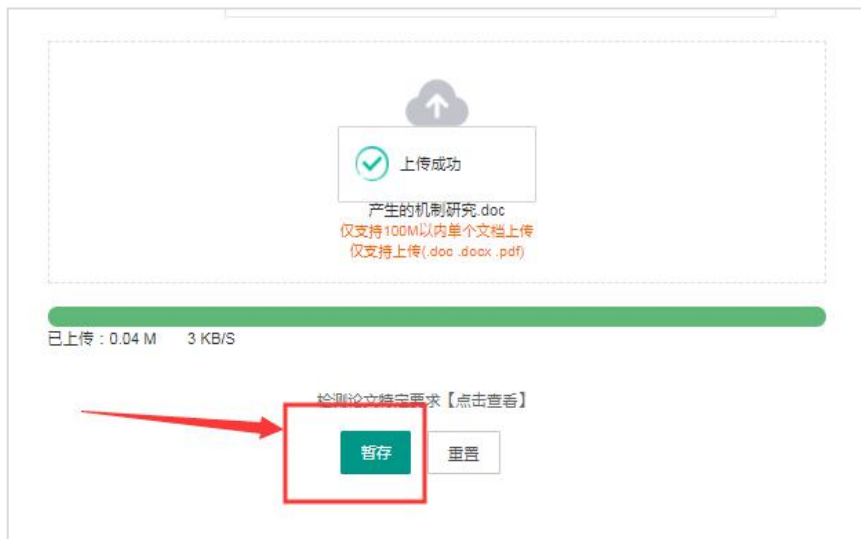 上传成功
产生的机制研究.doc
仅支持100M以内单个文档上传
仅支持上传(.doc .docx .pdf)
已上传：0.04 M 3 KB/S
检测论文特定要求【点击查看】
暂存 重置